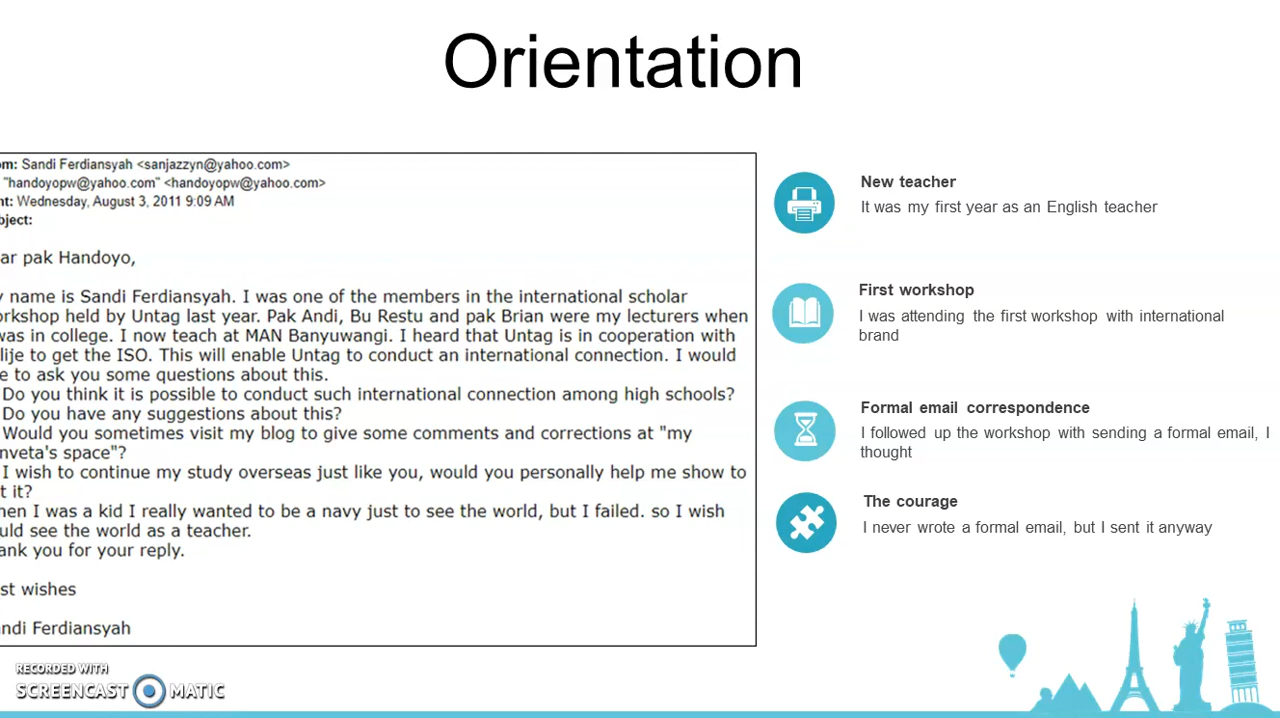 Orientation
om: Sandi Ferdiansyah <sanjazzyn@yahoo.com>
"handoyopw@yahoo.com" <handoyopw@yahoo.com>
nt: Wednesday, August 3, 2011 9:09 AM
bject:
ar pak Handoyo,
y name is Sandi Ferdiansyah. I was one of the members in the international scholar
orkshop held by Untag last year. Pak Andi, Bu Restu and pak Brian were my lecturers when
was in college. I now teach at MAN Banyuwangi. I heard that Untag is in cooperation with
lije to get the ISO. This will enable Untag to conduct an international connection. I would
e to ask you some questions about this.
Do you think it is possible to conduct such international connection among high schools?
Do you have any suggestions about this?
Would you sometimes visit my blog to give some comments and corrections at "my
nveta's space"?
I wish to continue my study overseas just like you, would you personally help me show to
t it?
hen I was a kid I really wanted to be a navy just to see the world, but I failed. so I wish
uld see the world as a teacher.
ank you for your reply.
st wishes
ndi Ferdiansyah
New teacher
It was my first year as an English teacher
First workshop
I was attending the first workshop with international
brand
Formal email correspondence
I followed up the workshop with sending a formal email, I
thought
The courage
I never wrote a formal email, but I sent it anyway
RECORDED WITH
SCREENCAST MATIC